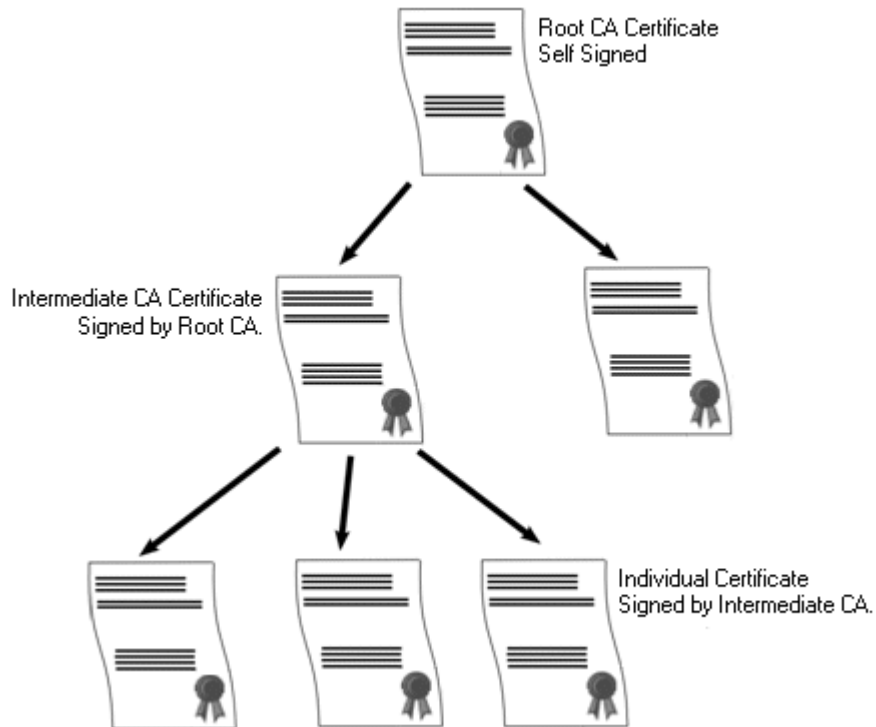 Root CA Certificate
Self Signed
Intermediate CA Certificate
Signed by Root CA.
Individual Certificate
Signed by Intermediate CA.